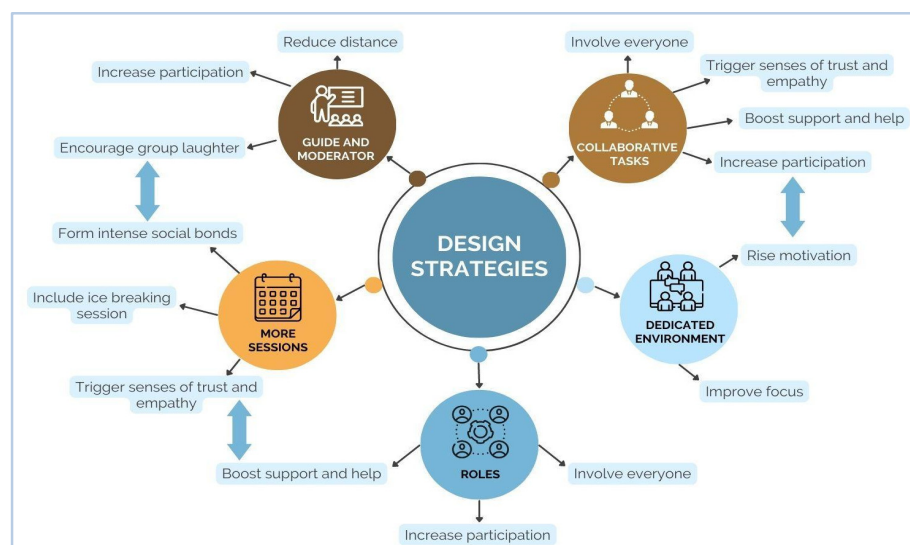 Reduce distance
Increase participation
GUIDE AND
MODERATOR
Encourage group laughter
Involve everyone
Trigger senses of trust and
empathy
Boost support and help
COLLABORATIVE
TASKS
Increase participation
DESIGN
STRATEGIES
Form intense social bonds
Include ice breaking
session
MORE
SESSIONS
Trigger senses of trust and
empathy
Rise motivation
DEDICATED
ENVIRONMENT
Improve focus
Boost support and help
ROLES
Involve everyone
Increase participation